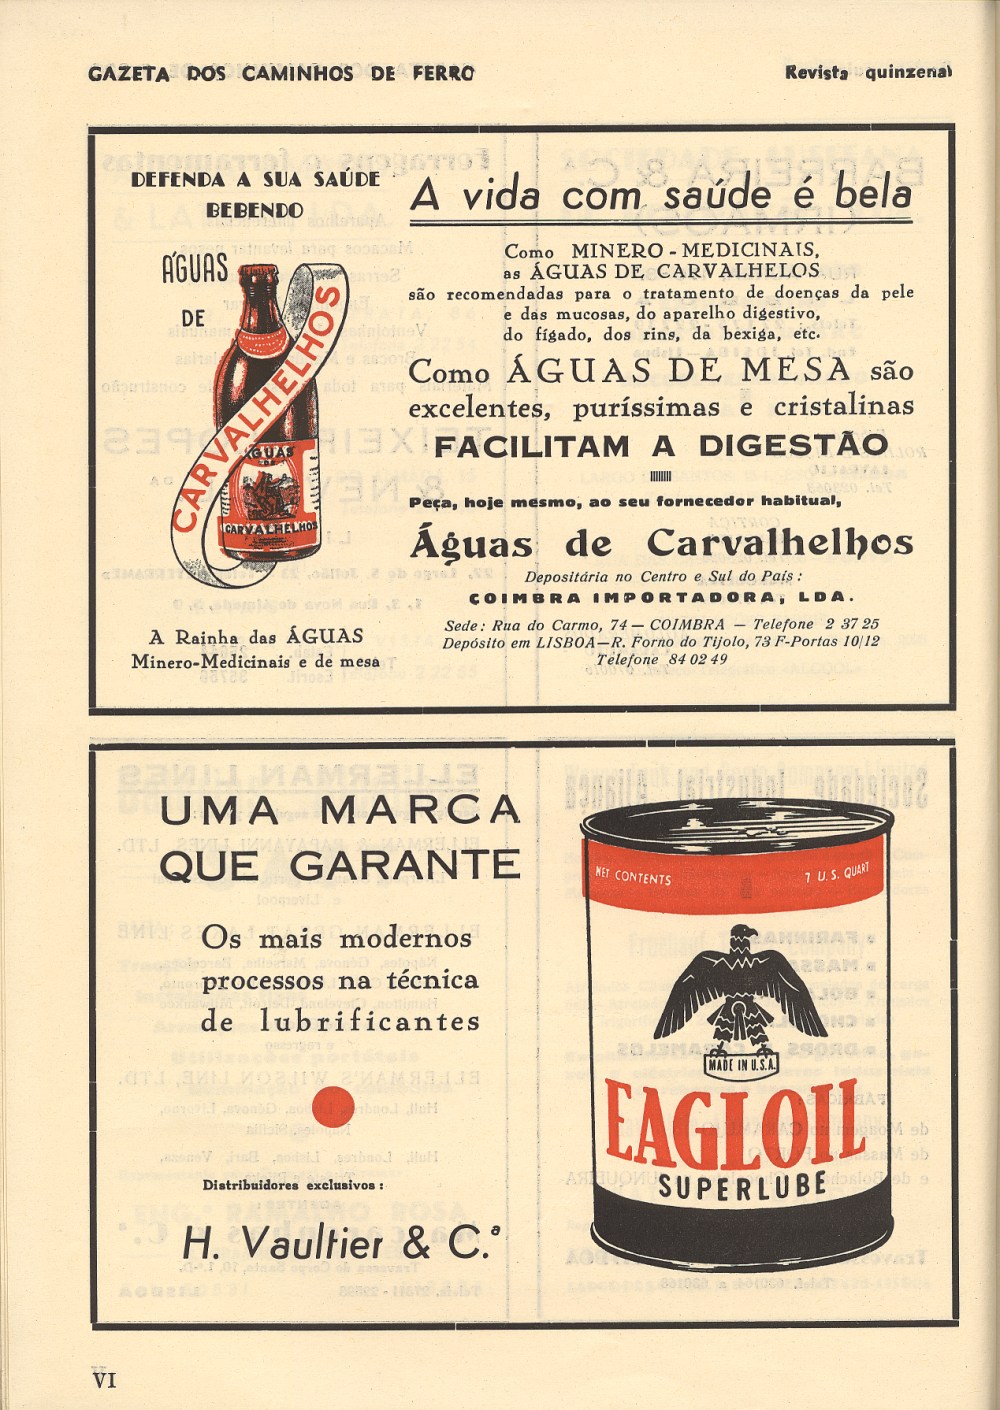 GAZETA DOS CAMINHOS DE FERRO
Revista quinzenal
DEFENDA A SUA SAÚDE
BEBENDO
ÁGUAS
DE
CARVALHELHOS
ÁGUAS
DE
CARVALHELHOS
A Rainha das ÁGUAS
Minero-Medicinais e de mesa
A vida com saúde é bela
Como MINERO-MEDICINAIS,
as ÁGUAS DE CARVALHELOS
são recomendadas para o tratamento de doenças da pele
e das mucosas, do aparelho digestivo,
do fígado, dos rins, da bexiga, etc.
Como ÁGUAS DE MESA são
excelentes, puríssimas e cristalinas
FACILITAM A DIGESTÃO
Peça, hoje mesmo, ao seu fornecedor habitual,
Águas de Carvalhelhos
Depositária no Centro e Sul do País:
COIMBRA IMPORTADORA, LDA.
Sede: Rua do Carmo, 74 — COIMBRA — Telefone 2 37 25
Depósito em LISBOA—R. Forno do Tijolo, 73 F-Portas 10/12
Telefone 84 02 49
UMA MARCA
QUE GARANTE
Os mais modernos
processos na técnica
de lubrificantes
Distribuidores exclusivos:
H. Vaultier & C.ª
NET CONTENTS
1 U. S. QUART
MADE IN U.S.A.
EAGLOIL
SUPERLUBE
VI